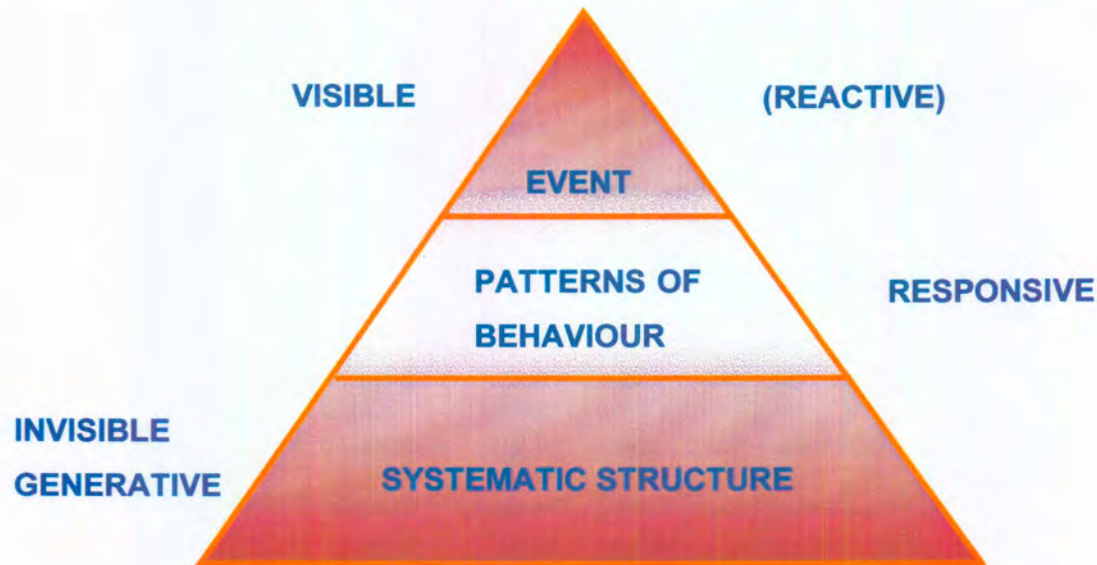 VISIBLE
(REACTIVE)
EVENT
PATTERNS OF
BEHAVIOUR
RESPONSIVE
INVISIBLE
GENERATIVE
SYSTEMATIC STRUCTURE